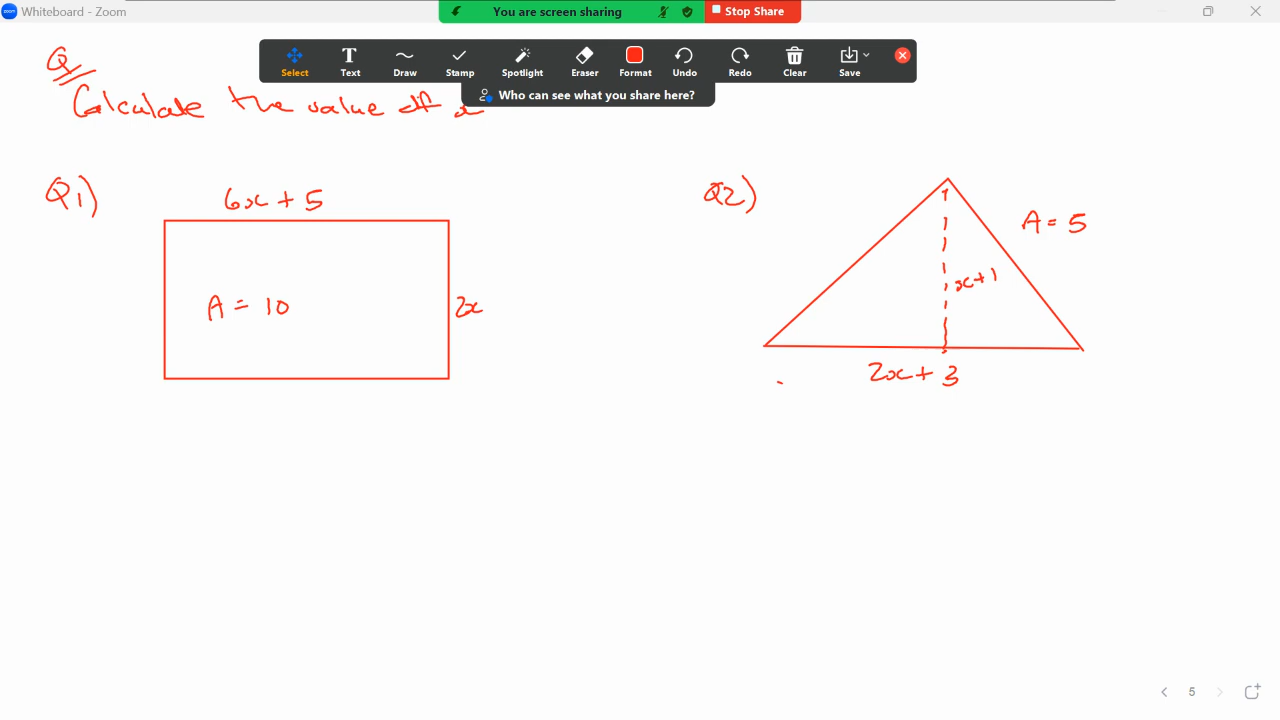 Whiteboard - Zoom
You are screen sharing
Stop Share
Select
Text
Draw
Stamp
Spotlight
Eraser
Format
Undo
Redo
Clear
Save
Who can see what you share here?
Q
Calculate the value of x
Q1)
6x + 5
A = 10
2x
Q2)
A = 5
x+1
2x + 3
5